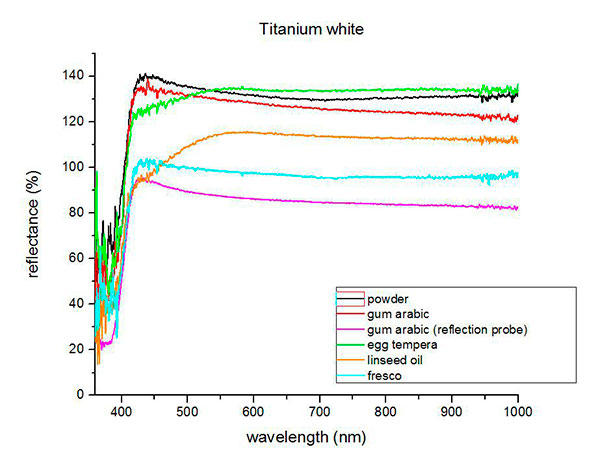 Titanium white
140
120
100
80
60
40
20
0
reflectance (%)
400 500 600 700 800 900 1000
wavelength (nm)
powder
gum arabic
gum arabic (reflection probe)
egg tempera
linseed oil
fresco